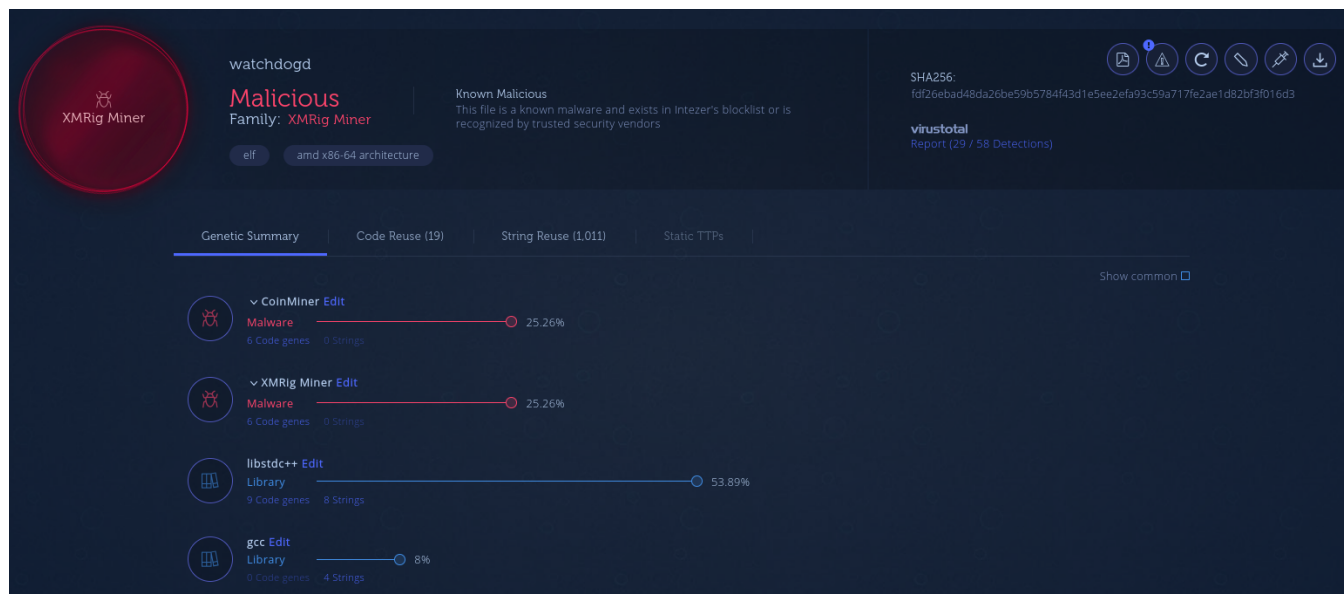 XMRig Miner
watchdogd
Malicious
Family: XMRig Miner
elf
amd x86-64 architecture
Known Malicious
This file is a known malware and exists in Intezer's blocklist or is
recognized by trusted security vendors
!
SHA256:
fdf26ebad48da26be59b5784f43d1e5ee2efa93c59a717fe2ae1d82bf3f016d3
virustotal
Report (29 / 58 Detections)
Genetic Summary
Code Reuse (19)
String Reuse (1,011)
Static TTPs
Show common
CoinMiner Edit
Malware 25.26%
6 Code genes 0 Strings
XMRig Miner Edit
Malware 25.26%
6 Code genes 0 Strings
libstdc++ Edit
Library 53.89%
9 Code genes 8 Strings
gcc Edit
Library 8%
0 Code genes 4 Strings